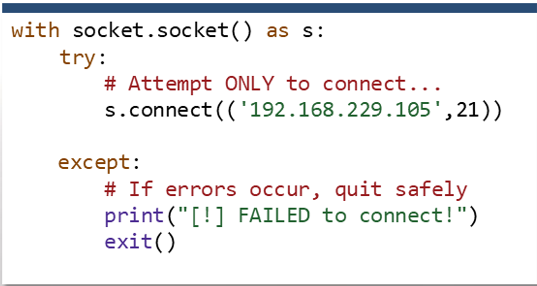 with socket.socket() as s:
    try:
        # Attempt ONLY to connect...
        s.connect(('192.168.229.105',21))

    except:
        # If errors occur, quit safely
        print("[!] FAILED to connect!")
        exit()